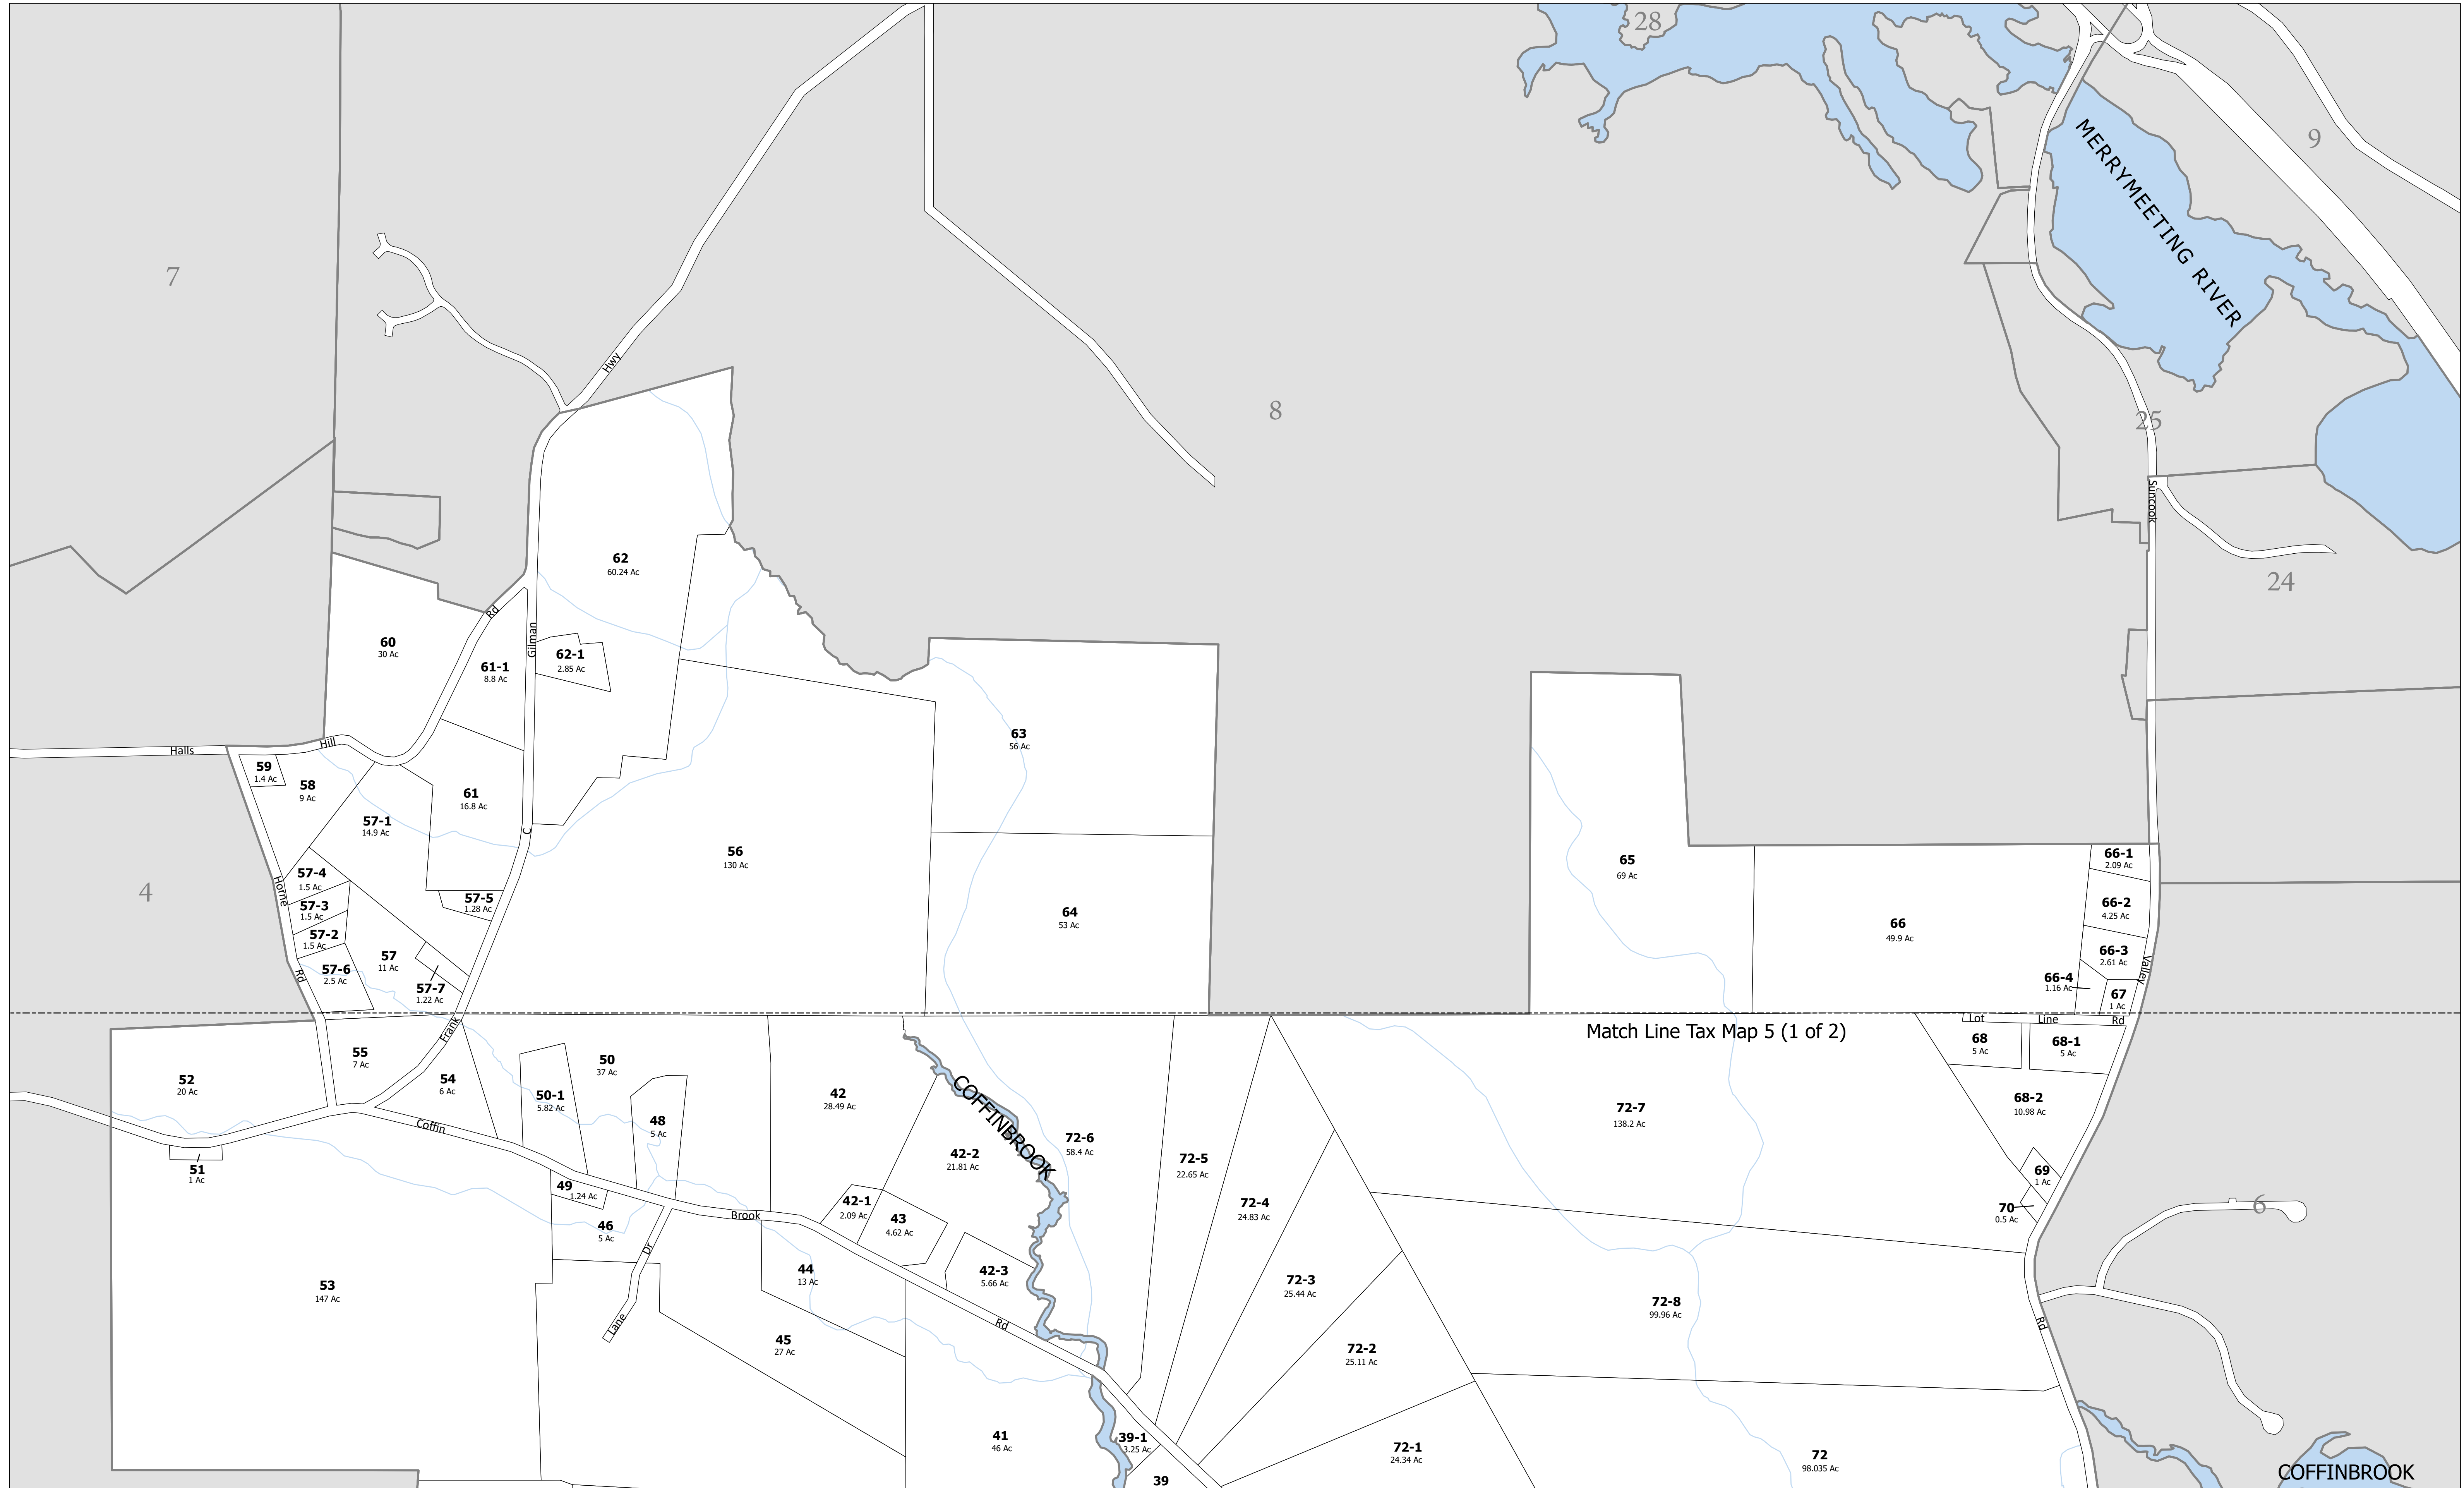 28
9
MERRYMEETING RIVER
7
Hwy
8
25
Suncook
62
60.24 Ac
24
Rd
Gilman
60
30 Ac
61-1
8.8 Ac
62-1
2.85 Ac
63
56 Ac
Halls
Hill
59
1.4 Ac
58
9 Ac
61
16.8 Ac
57-1
14.9 Ac
C
56
130 Ac
65
69 Ac
66-1
2.09 Ac
57-4
1.5 Ac
4
Horne
57-5
1.28 Ac
57-3
1.5 Ac
64
53 Ac
66
49.9 Ac
66-2
4.25 Ac
57-2
1.5 Ac
57
11 Ac
66-3
2.61 Ac
57-6
2.5 Ac
Rd
Valley
57-7
1.22 Ac
66-4
1.16 Ac
67
1 Ac
Frank
Match Line Tax Map 5 (1 of 2)
Lot
Line
Rd
55
7 Ac
50
37 Ac
68
5 Ac
68-1
5 Ac
52
20 Ac
54
6 Ac
50-1
5.82 Ac
42
28.49 Ac
COFFINBROOK
68-2
10.98 Ac
72-7
138.2 Ac
48
5 Ac
Coffin
72-6
58.4 Ac
42-2
21.81 Ac
72-5
22.65 Ac
51
1 Ac
69
1 Ac
49
1.24 Ac
42-1
2.09 Ac
72-4
24.83 Ac
70
0.5 Ac
6
Brook
43
4.62 Ac
46
5 Ac
Dr
44
13 Ac
42-3
5.66 Ac
72-3
25.44 Ac
53
147 Ac
72-8
99.96 Ac
Lane
Rd
Rd
45
27 Ac
72-2
25.11 Ac
41
46 Ac
39-1
3.25 Ac
72-1
24.34 Ac
72
98.035 Ac
COFFINBROOK
39